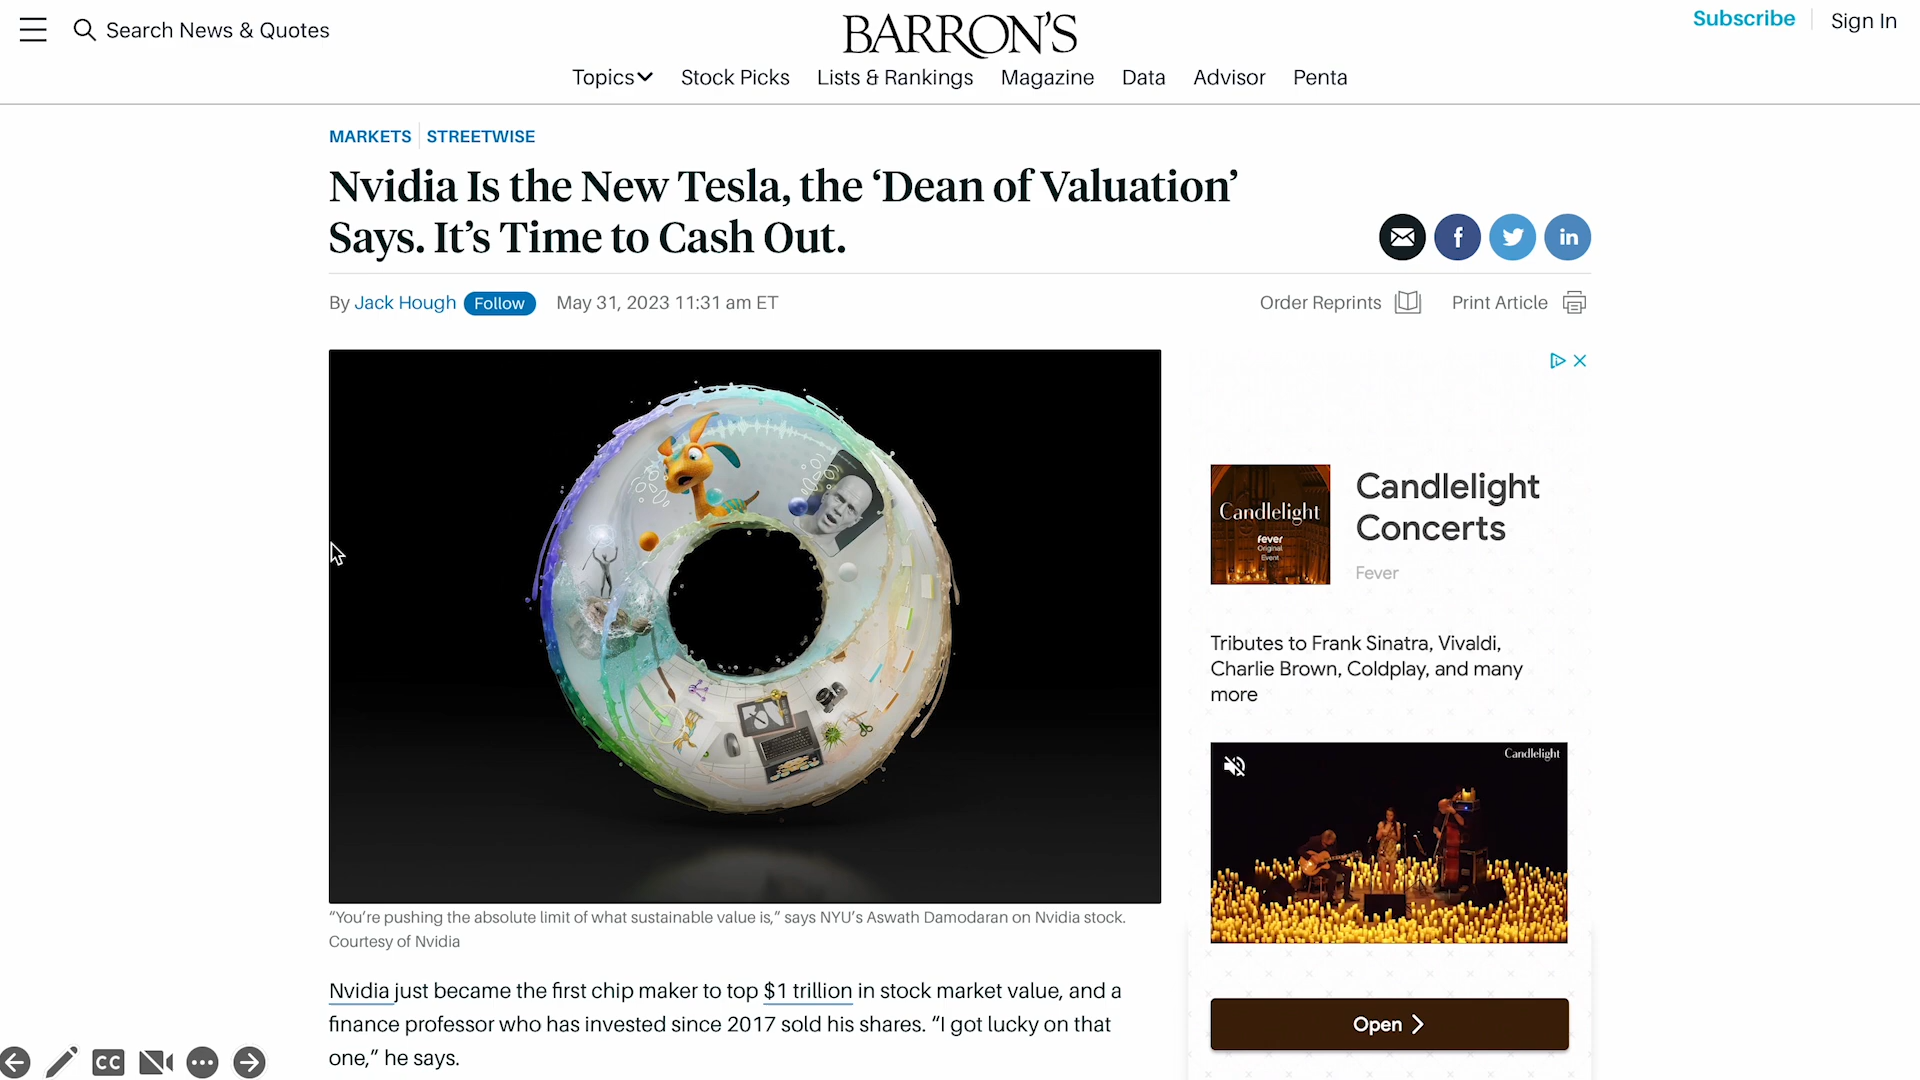 Search News & Quotes
BARRON'S
Subscribe
Sign In
Topics
Stock Picks
Lists & Rankings
Magazine
Data
Advisor
Penta
MARKETS
STREETWISE
Nvidia Is the New Tesla, the ‘Dean of Valuation’
Says. It’s Time to Cash Out.
f
in
By Jack Hough
Follow
May 31, 2023 11:31 am ET
Order Reprints
Print Article
“You’re pushing the absolute limit of what sustainable value is,” says NYU’s Aswath Damodaran on Nvidia stock.
Courtesy of Nvidia
Nvidia just became the first chip maker to top $1 trillion in stock market value, and a
finance professor who has invested since 2017 sold his shares. “I got lucky on that
one,” he says.
Candlelight
fever
Original
Event
Candlelight
Concerts
Fever
Tributes to Frank Sinatra, Vivaldi,
Charlie Brown, Coldplay, and many
more
Candlelight
Open
CC